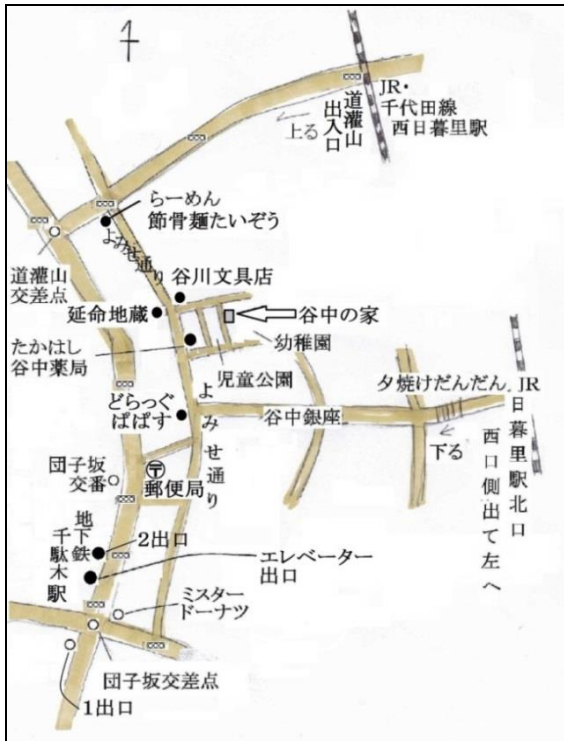 JR・
千代田線
西日暮里駅
道灌山
出入口
上る
らーめん
節骨麺たいぞう
よみせ通り
道灌山
交差点
谷川文具店
延命地蔵
谷中の家
幼稚園
たかはし
谷中薬局
児童公園
夕焼けだんだん
JR
日暮里駅北口
西口側出て左へ
どらっぐ
ぱぱす
よみせ通り
谷中銀座
下る
団子坂
交番
〒
郵便局
地下鉄
千駄木駅
2出口
エレベーター
出口
ミスター
ドーナツ
団子坂交差点
1出口